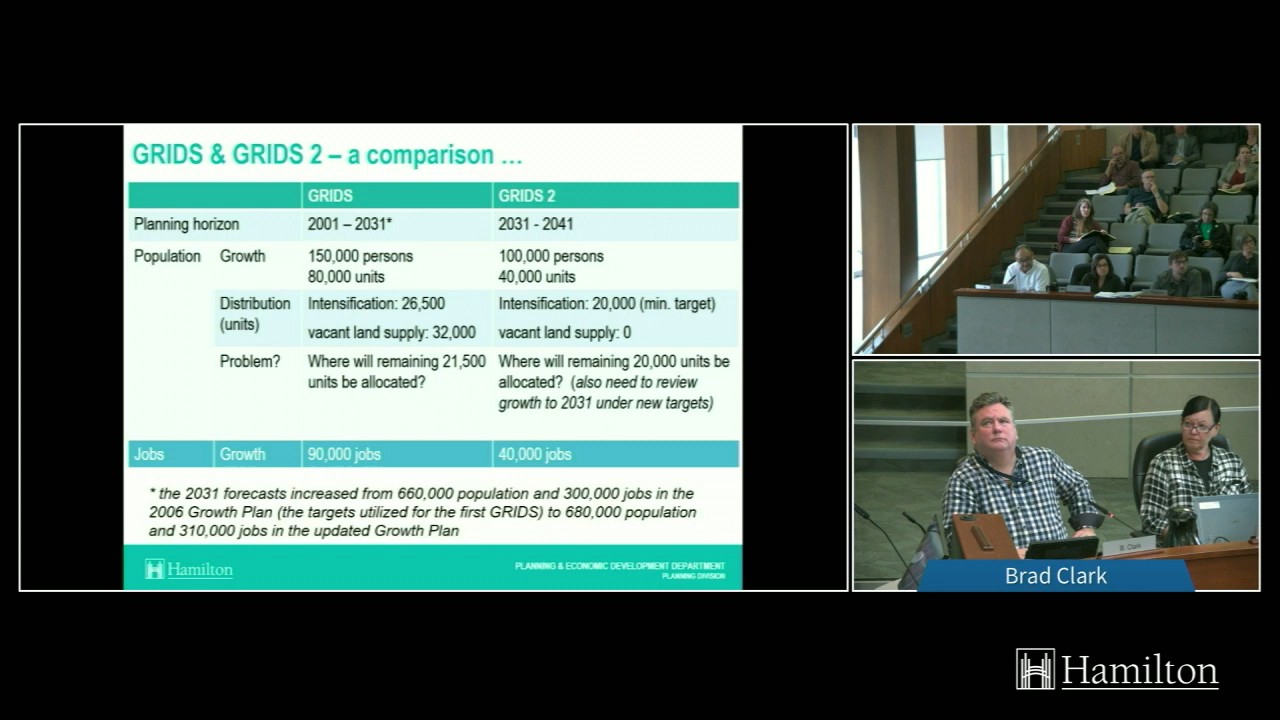 GRIDS & GRIDS 2 – a comparison ...
GRIDS GRIDS 2
Planning horizon 2001 – 2031* 2031 - 2041
Population Growth 150,000 persons 100,000 persons
80,000 units 40,000 units
Distribution Intensification: 26,500 Intensification: 20,000 (min. target)
(units) vacant land supply: 32,000 vacant land supply: 0
Problem? Where will remaining 21,500 Where will remaining 20,000 units be
units be allocated? allocated? (also need to review
growth to 2031 under new targets)
Jobs Growth 90,000 jobs 40,000 jobs
* the 2031 forecasts increased from 660,000 population and 300,000 jobs in the
2006 Growth Plan (the targets utilized for the first GRIDS) to 680,000 population
and 310,000 jobs in the updated Growth Plan
Hamilton
PLANNING & ECONOMIC DEVELOPMENT DEPARTMENT
PLANNING DIVISION
B. Clark
Brad Clark
Hamilton